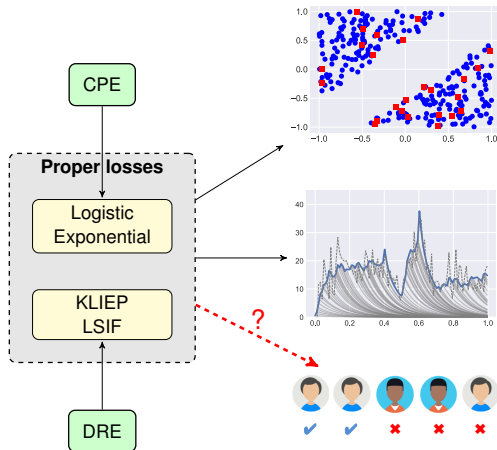 CPE
Proper losses
Logistic
Exponential
KLIEP
LSIF
DRE
?
1.0
0.5
0.0
−0.5
−1.0
−1.0 −0.5 0.0 0.5 1.0
40
30
20
10
0
0.0 0.2 0.4 0.6 0.8 1.0
✔ ✔ ✖ ✖ ✖